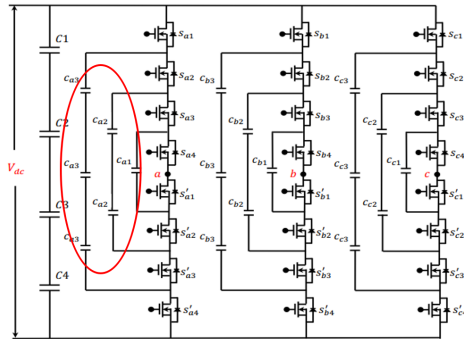 S_a1 S_b1 S_c1
C1
S_a2 S_b2 S_c2
c_a3 c_b3 c_c3
S_a3 S_b3 S_c3
C2 c_a2 c_b2 c_c2
S_a4 S_b4 S_c4
c_a3 c_a1 c_b3 c_b1 c_c3 c_c1
V_dc a b c
S′_a1 S′_b1 S′_c1
C3 c_a2 c_b2 c_c2
S′_a2 S′_b2 S′_c2
c_a3 c_b3 c_c3
S′_a3 S′_b3 S′_c3
C4
S′_a4 S′_b4 S′_c4